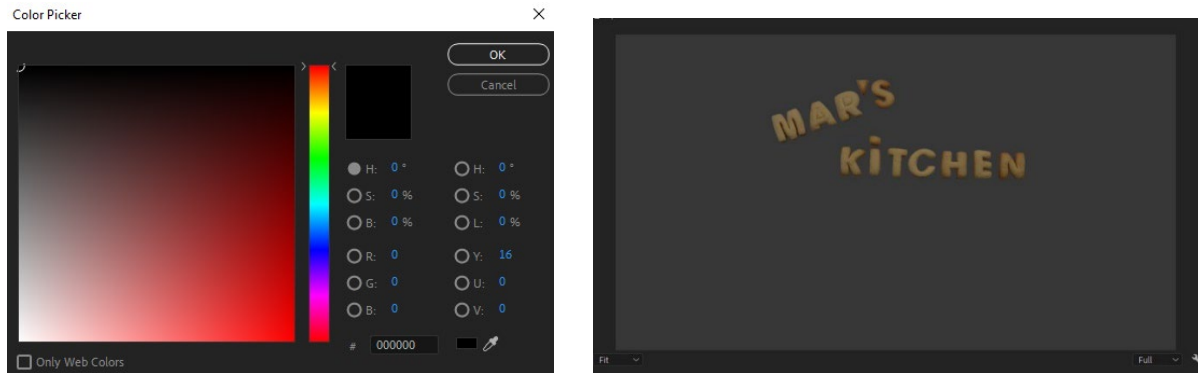 Color Picker
OK
Cancel
H: 0 ° H: 0 °
S: 0 % S: 0 %
B: 0 % L: 0 %
R: 0 Y: 16
G: 0 U: 0
B: 0 V: 0
# 000000
Only Web Colors
MAR'S
KiTCHEN
Fit Full